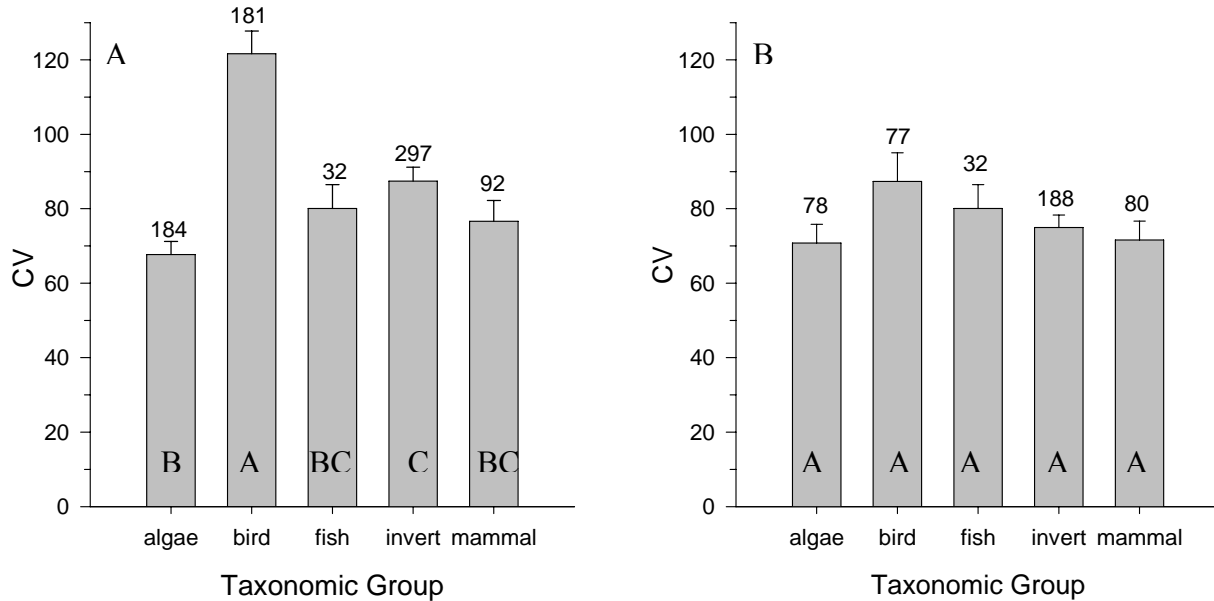 A
CV
120
100
80
60
40
20
0
184
181
32
297
92
B
A
BC
C
BC
algae
bird
fish
invert
mammal
Taxonomic Group
B
CV
120
100
80
60
40
20
0
78
77
32
188
80
A
A
A
A
A
algae
bird
fish
invert
mammal
Taxonomic Group